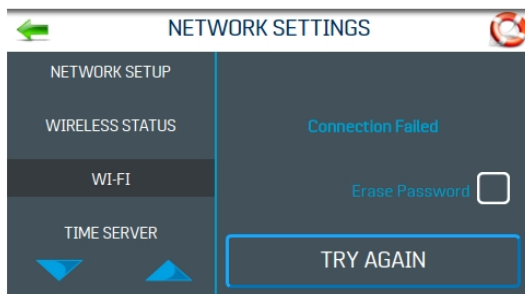 NETWORK SETTINGS
NETWORK SETUP
WIRELESS STATUS
WI-FI
TIME SERVER
Connection Failed
Erase Password
TRY AGAIN